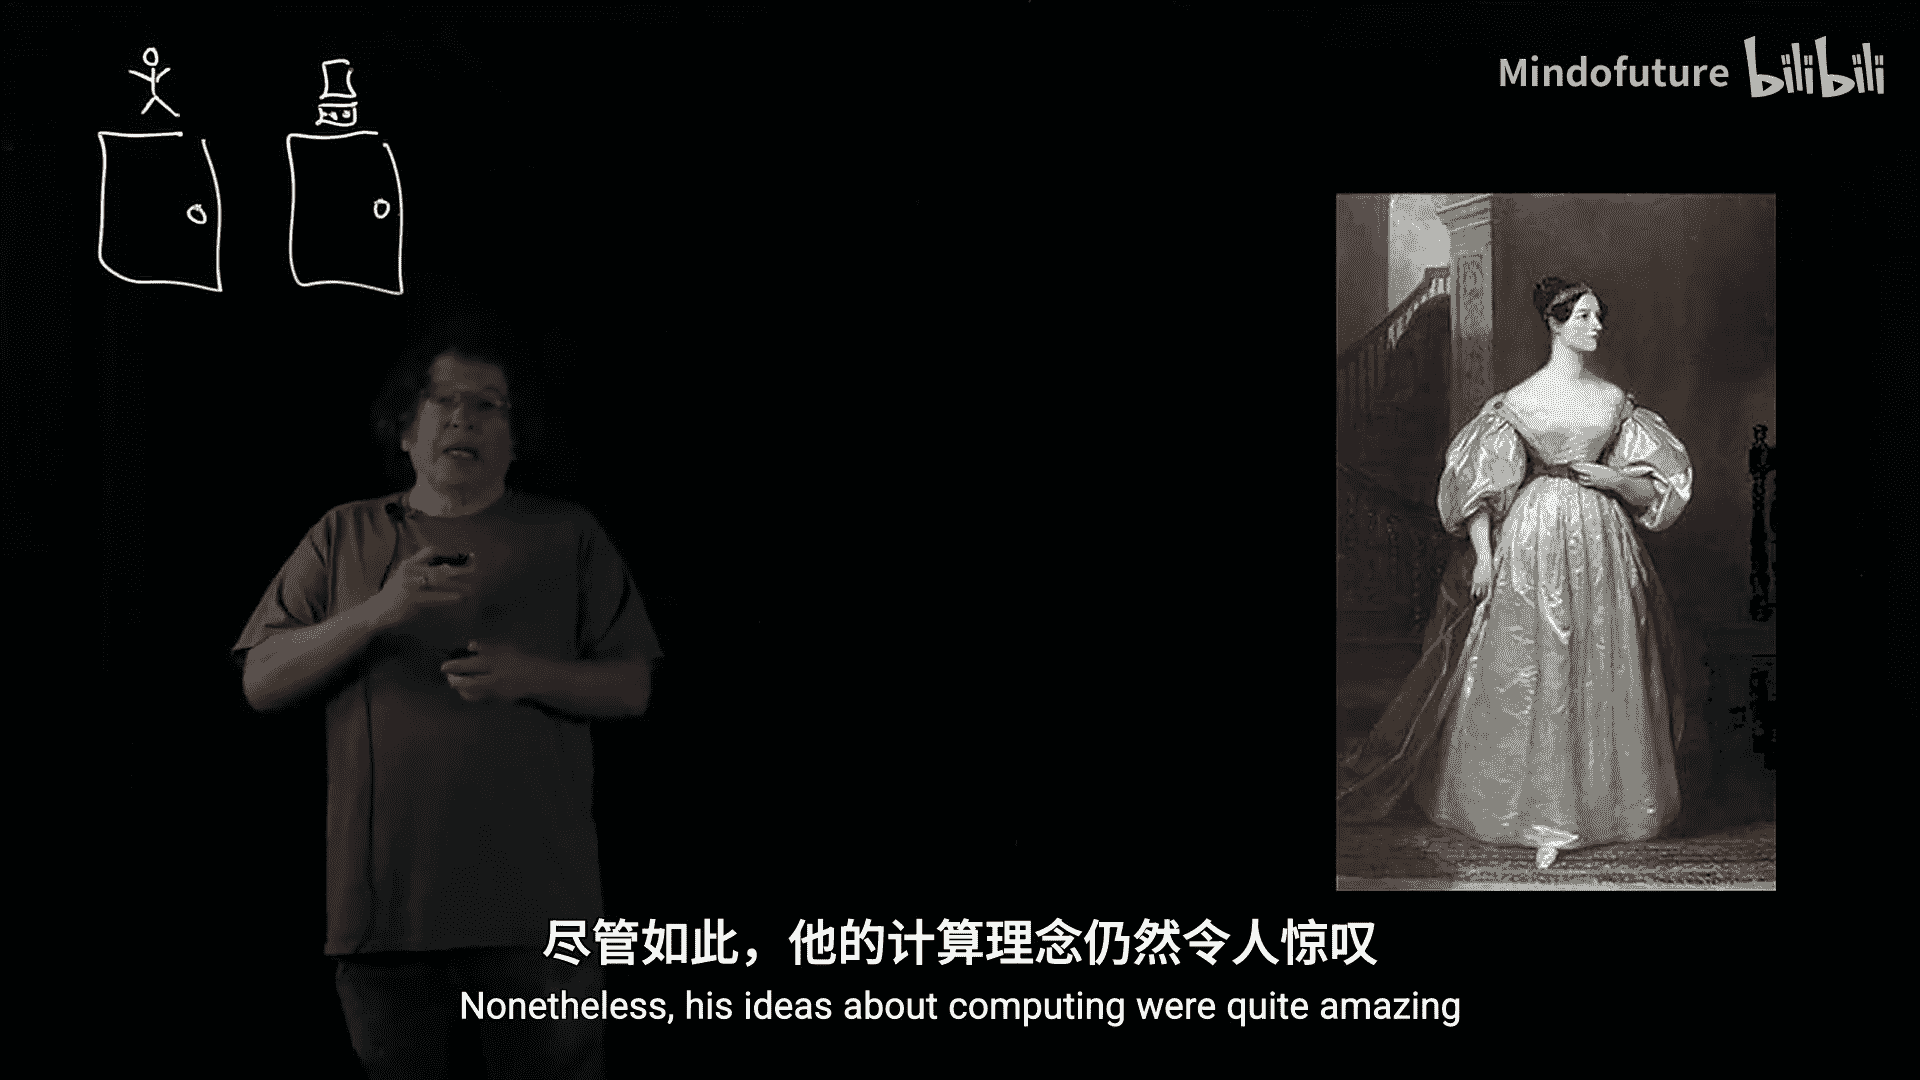 Mindofuture bilibili
尽管如此，他的计算理念仍然令人惊叹
Nonetheless, his ideas about computing were quite amazing